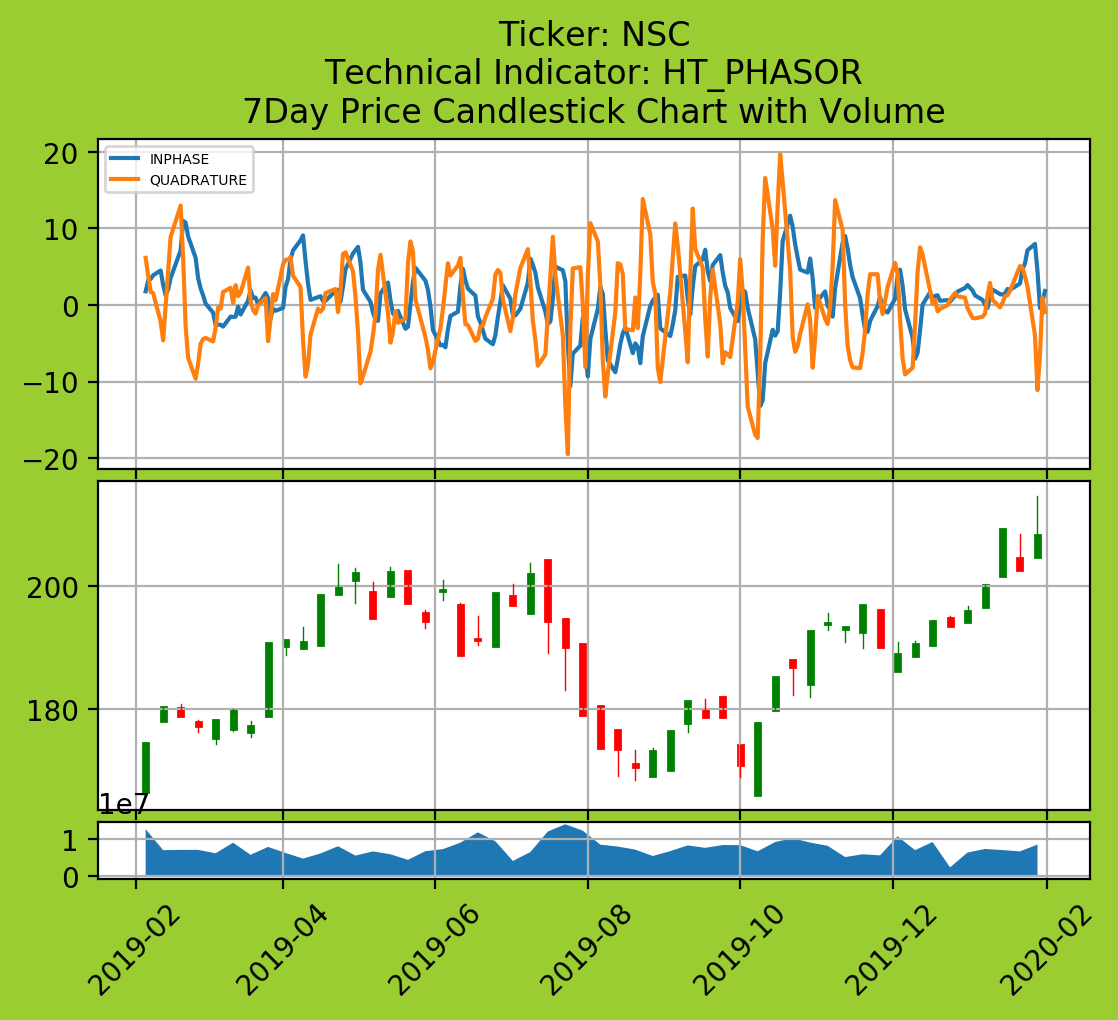 Ticker: NSC
Technical Indicator: HT_PHASOR
7Day Price Candlestick Chart with Volume
INPHASE
QUADRATURE
20
10
0
−10
−20
200
180
1e7
1
0
2019-02
2019-04
2019-06
2019-08
2019-10
2019-12
2020-02